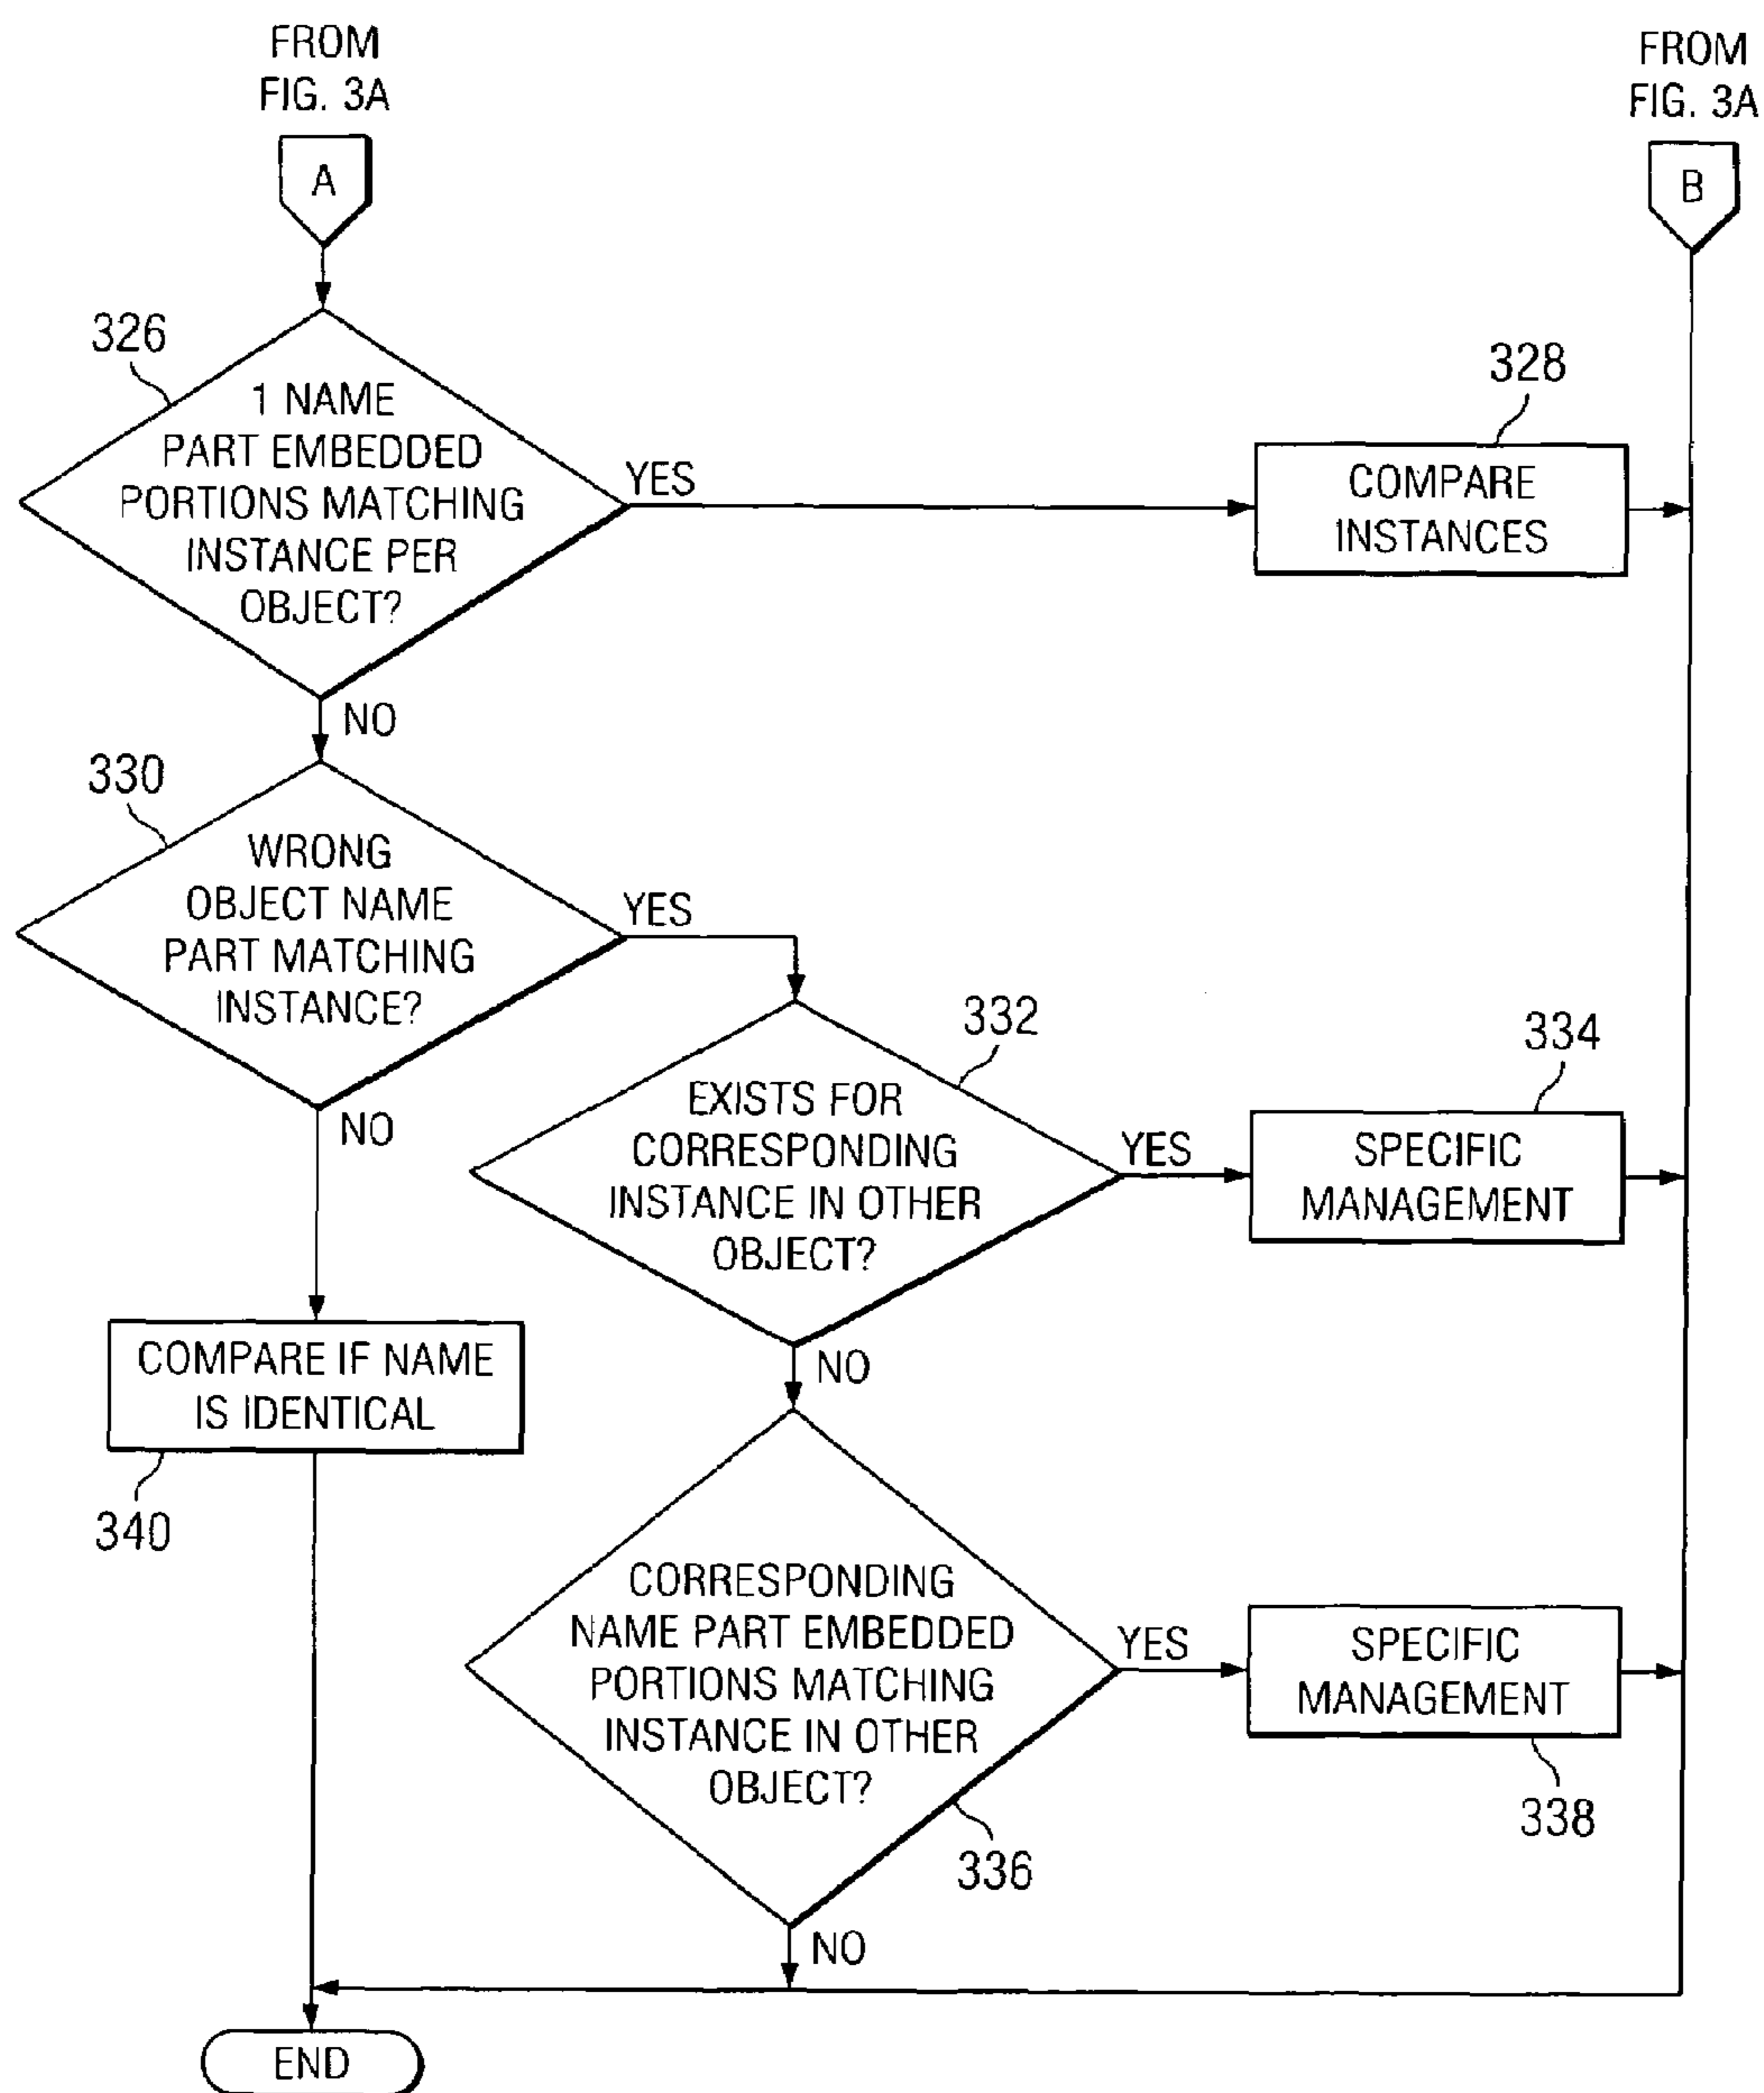 FROM
FIG. 3A
A
FROM
FIG. 3A
B
326
1 NAME
PART EMBEDDED
PORTIONS MATCHING
INSTANCE PER
OBJECT?
YES
328
COMPARE
INSTANCES
NO
330
WRONG
OBJECT NAME
PART MATCHING
INSTANCE?
YES
332
EXISTS FOR
CORRESPONDING
INSTANCE IN OTHER
OBJECT?
YES
334
SPECIFIC
MANAGEMENT
NO
COMPARE IF NAME
IS IDENTICAL
340
NO
CORRESPONDING
NAME PART EMBEDDED
PORTIONS MATCHING
INSTANCE IN OTHER
OBJECT?
336
YES
SPECIFIC
MANAGEMENT
338
NO
END